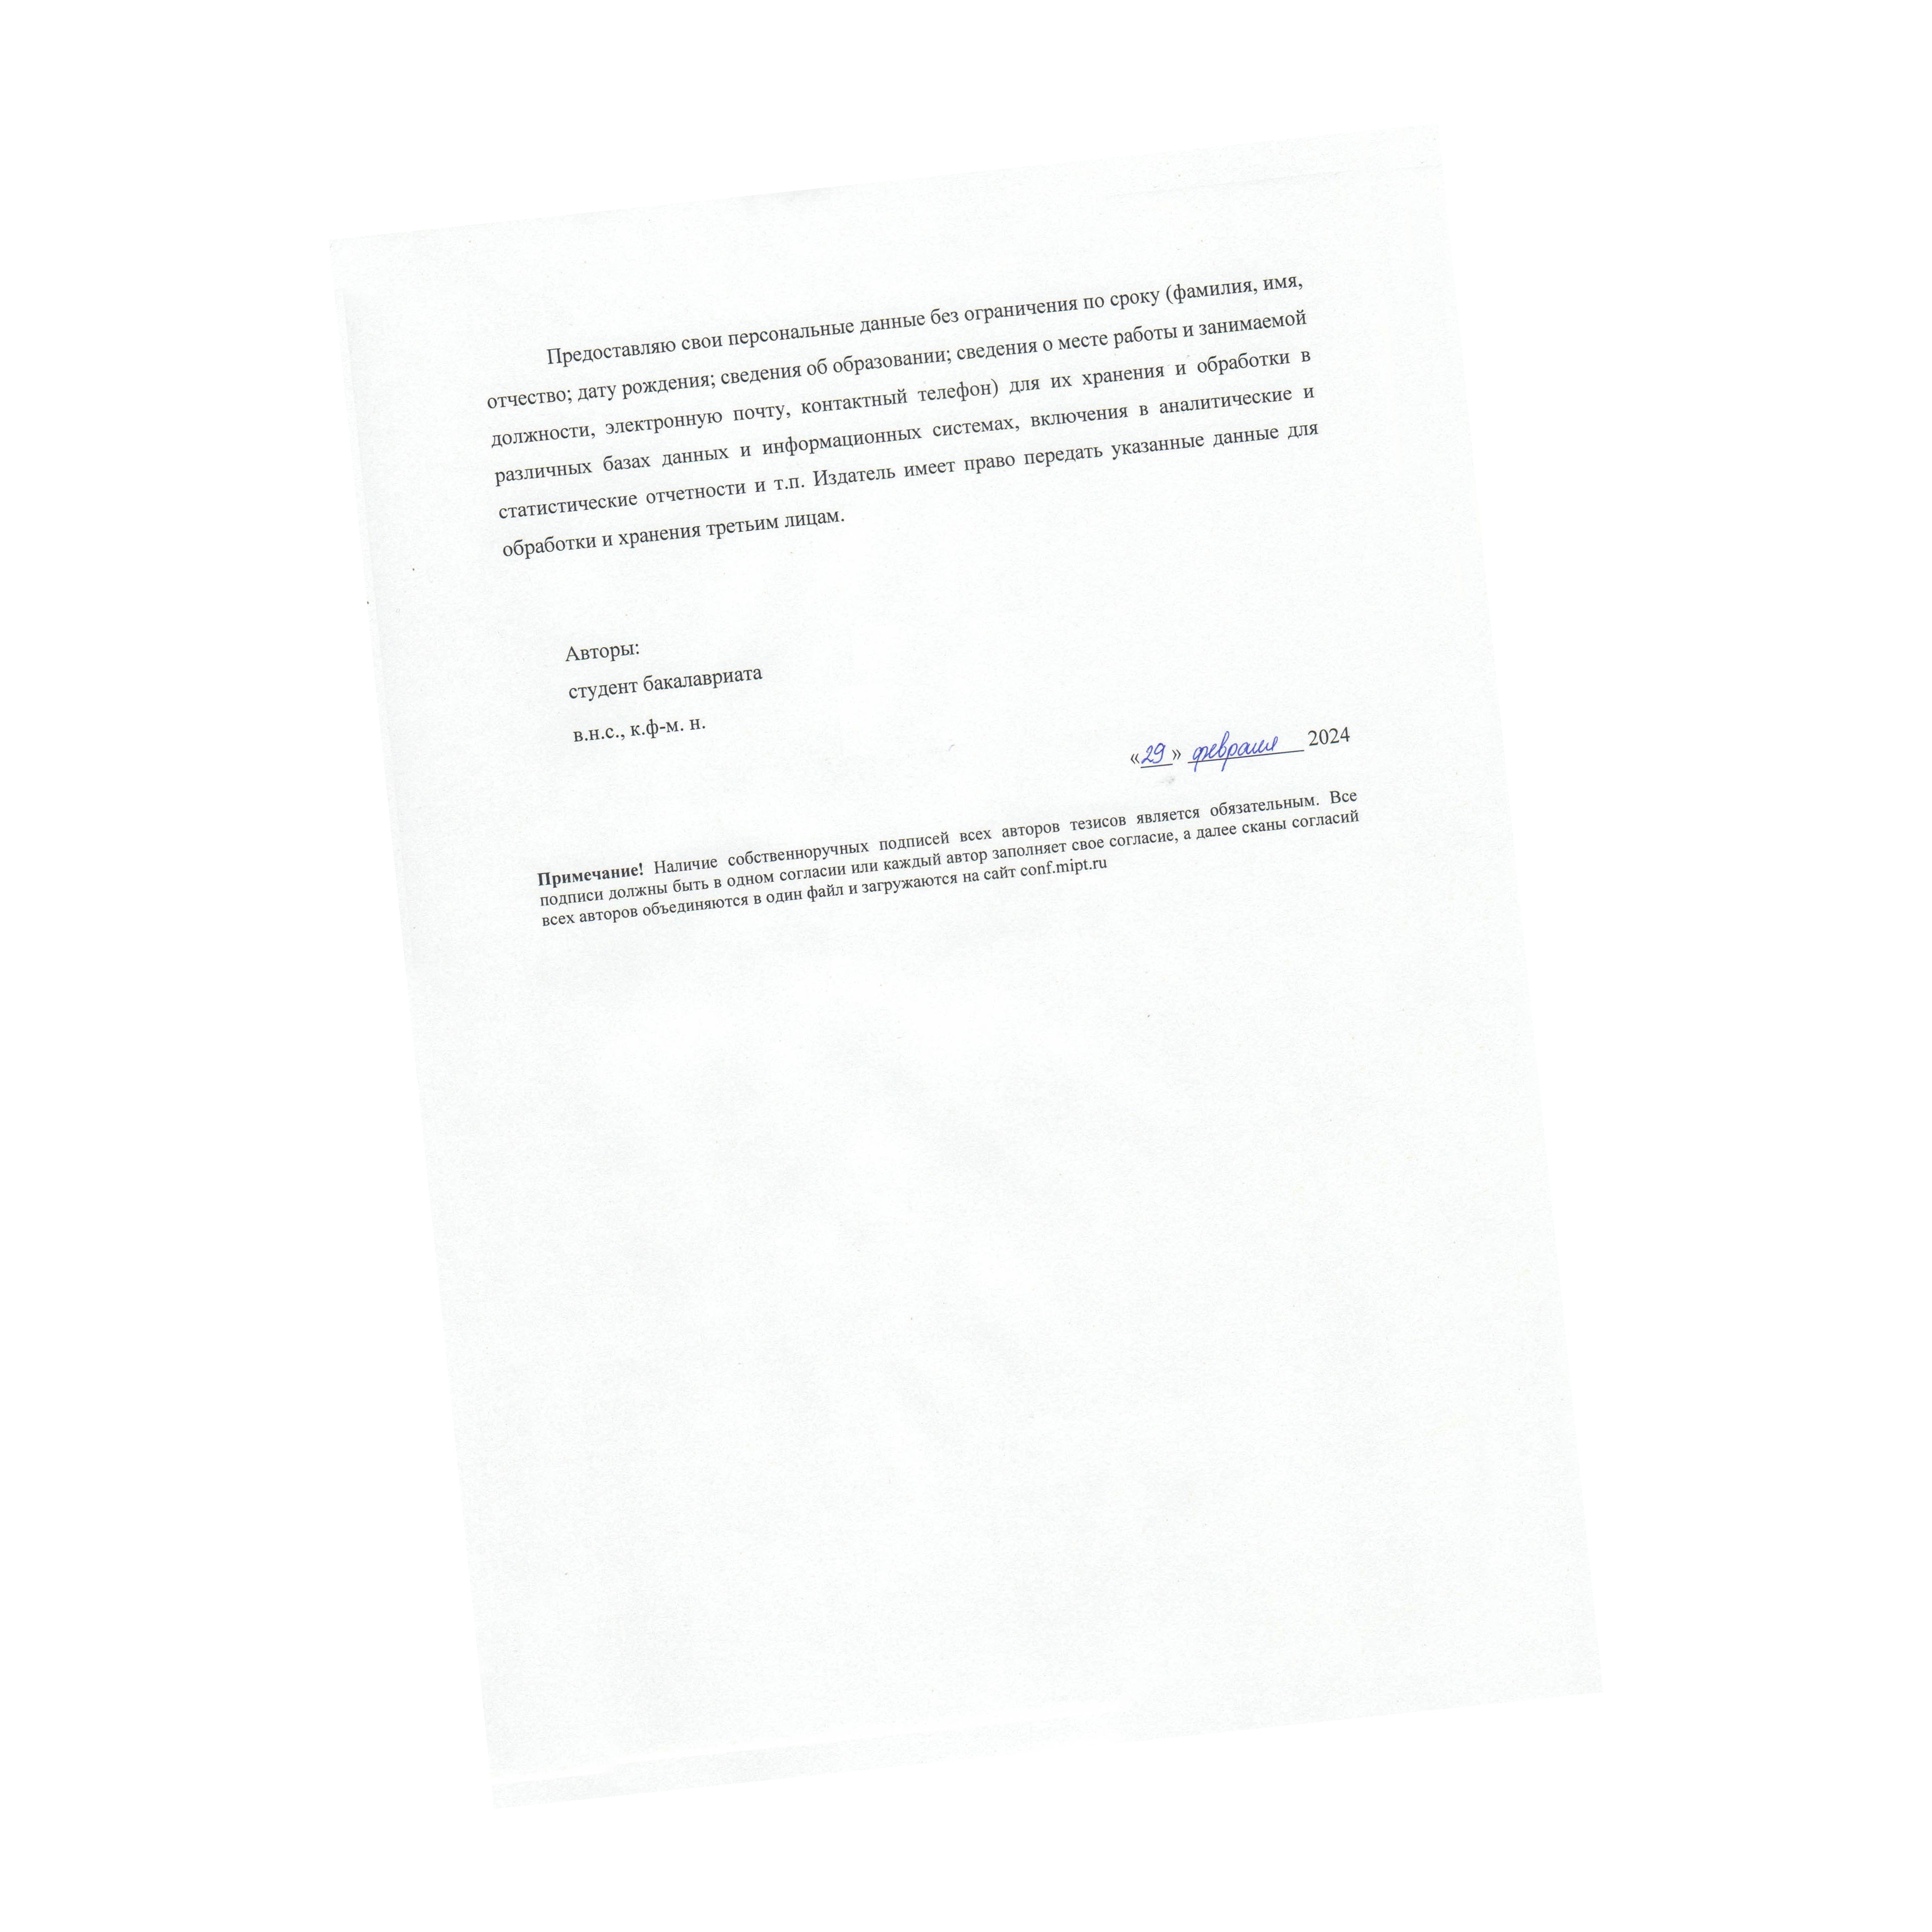 Предоставляю свои персональные данные без ограничения по сроку (фамилия, имя,
отчество; дату рождения; сведения об образовании; сведения о месте работы и занимаемой
должности, электронную почту, контактный телефон) для их хранения и обработки в
различных базах данных и информационных системах, включения в аналитические и
статистические отчетности и т.п. Издатель имеет право передать указанные данные для
обработки и хранения третьим лицам.
Авторы:
студент бакалавриата
в.н.с., к.ф-м. н.
«29» февраля 2024
Примечание! Наличие собственноручных подписей всех авторов тезисов является обязательным. Все
подписи должны быть в одном согласии или каждый автор заполняет свое согласие, а далее сканы согласий
всех авторов объединяются в один файл и загружаются на сайт conf.mipt.ru